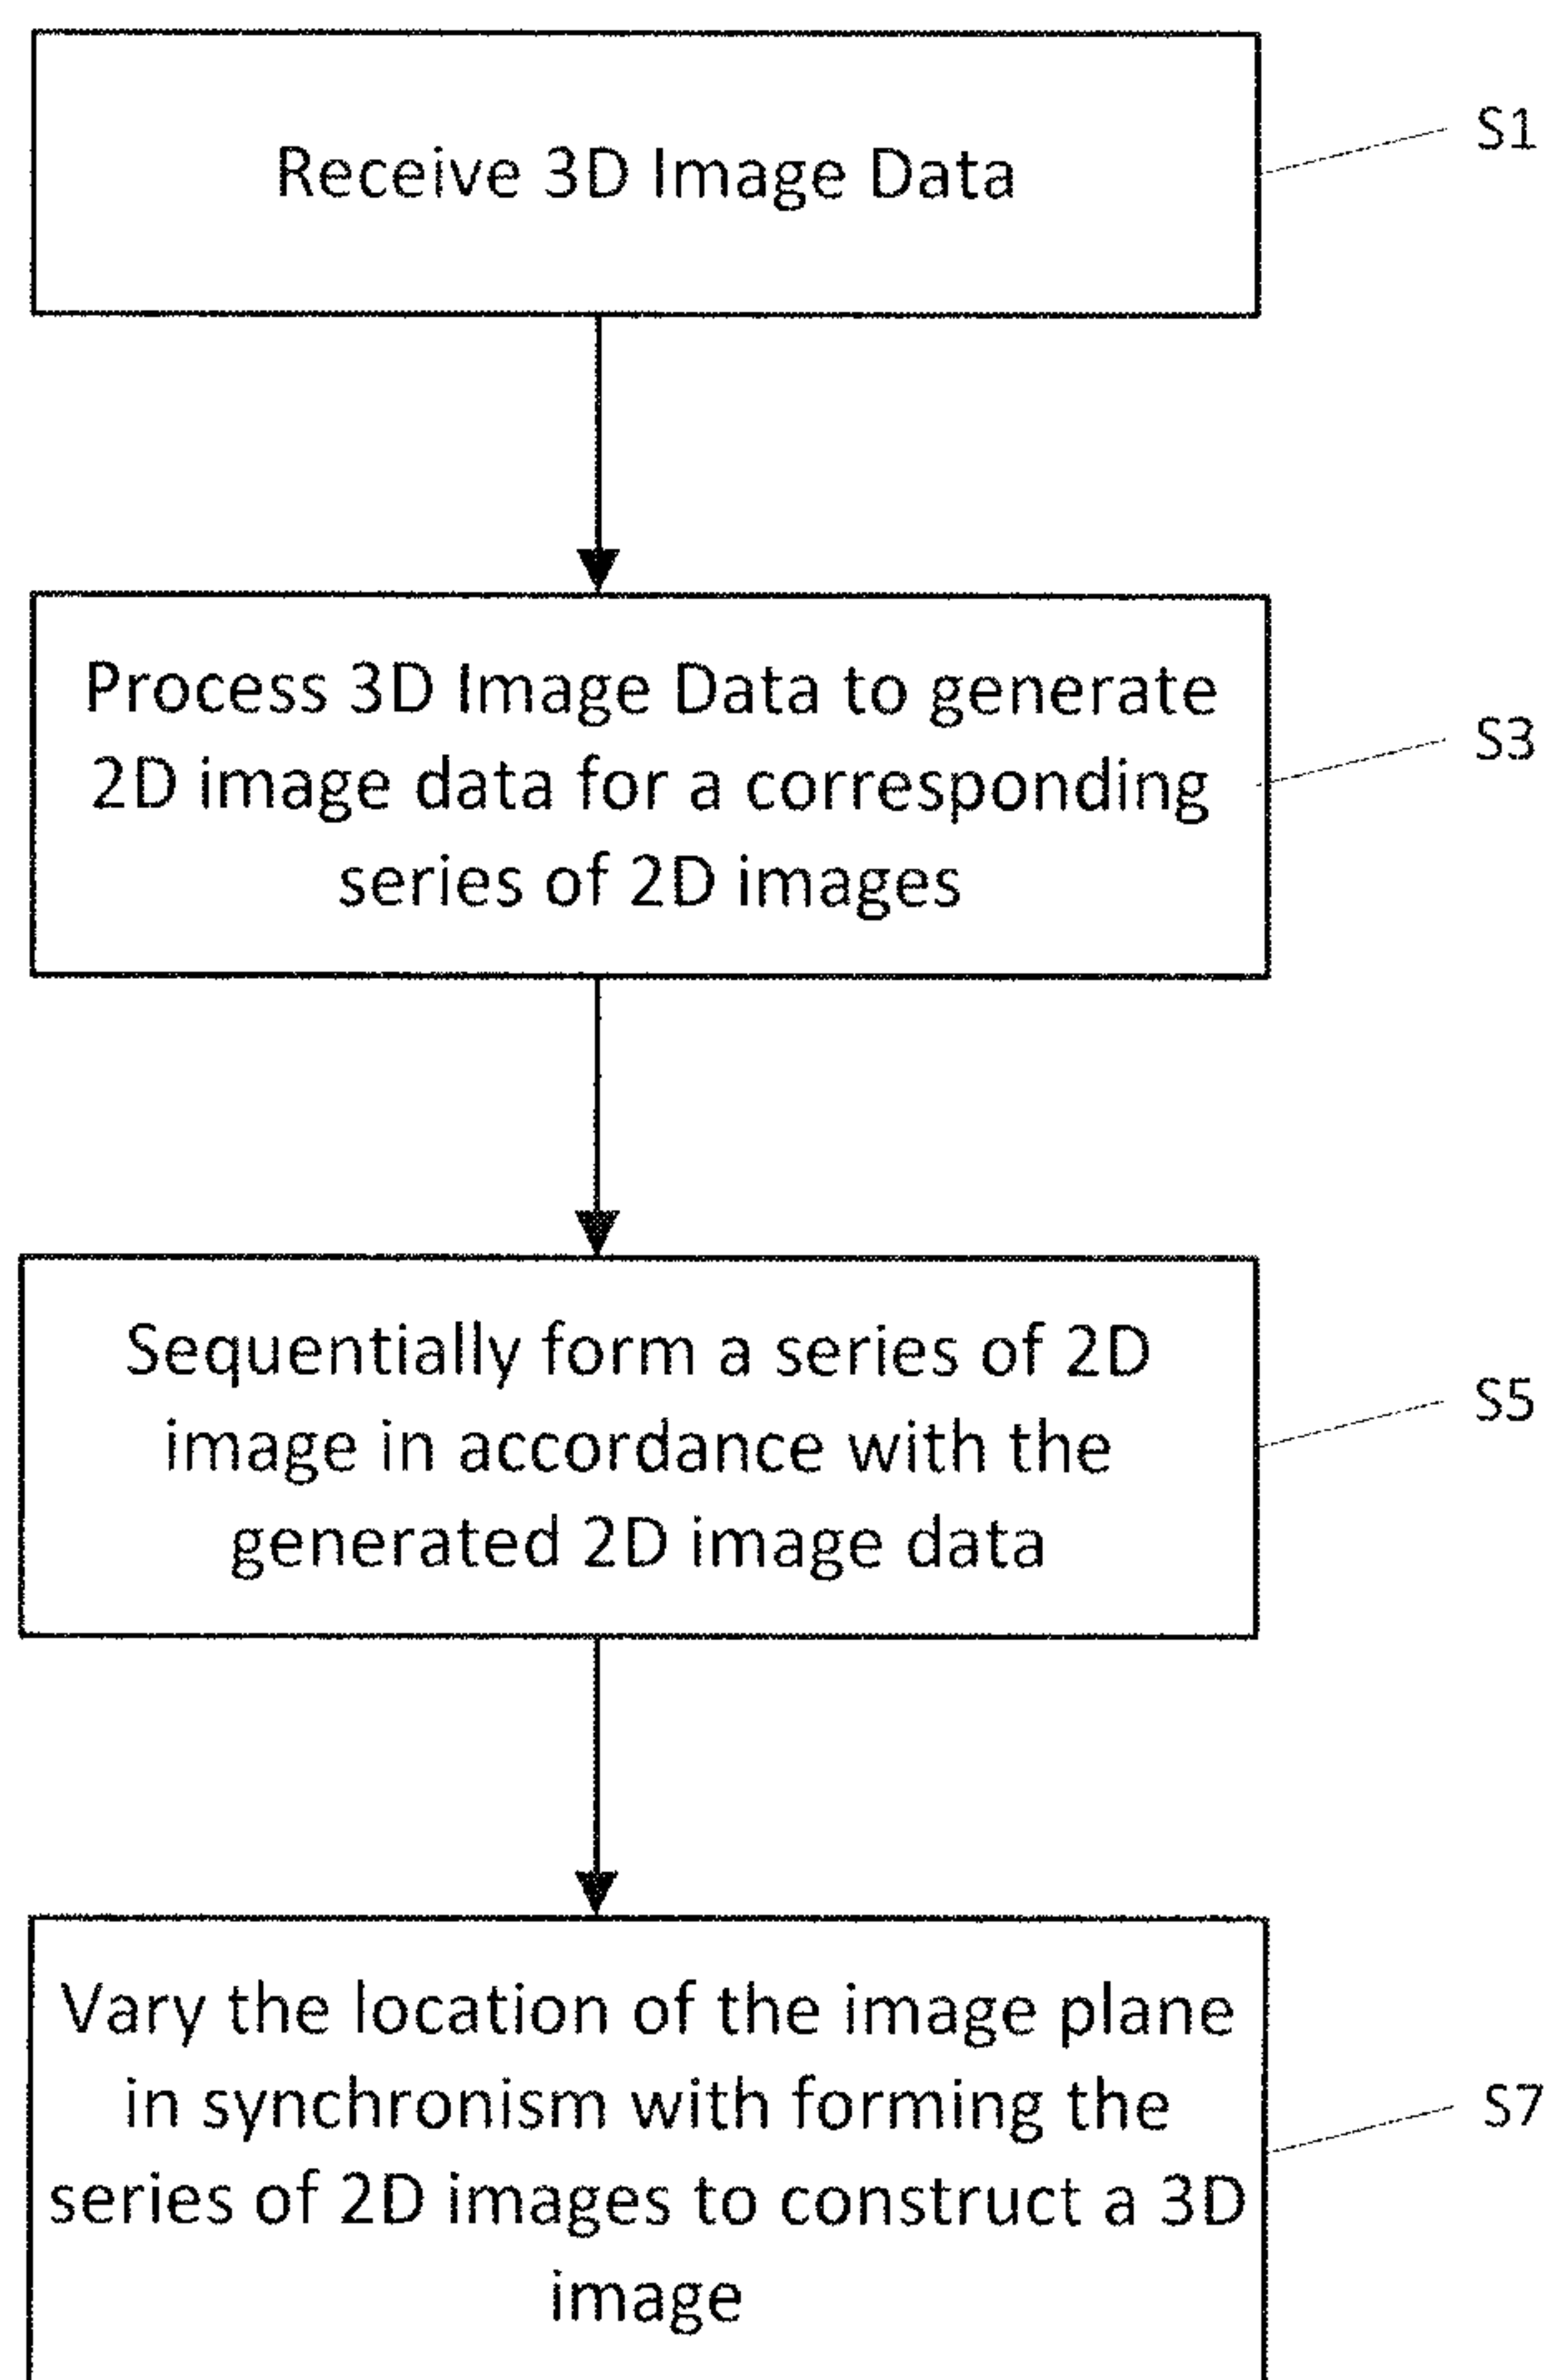 Receive 3D Image Data
S1
Process 3D Image Data to generate
2D image data for a corresponding
series of 2D images
S3
Sequentially form a series of 2D
image in accordance with the
generated 2D image data
S5
Vary the location of the image plane
in synchronism with forming the
series of 2D images to construct a 3D
image
S7